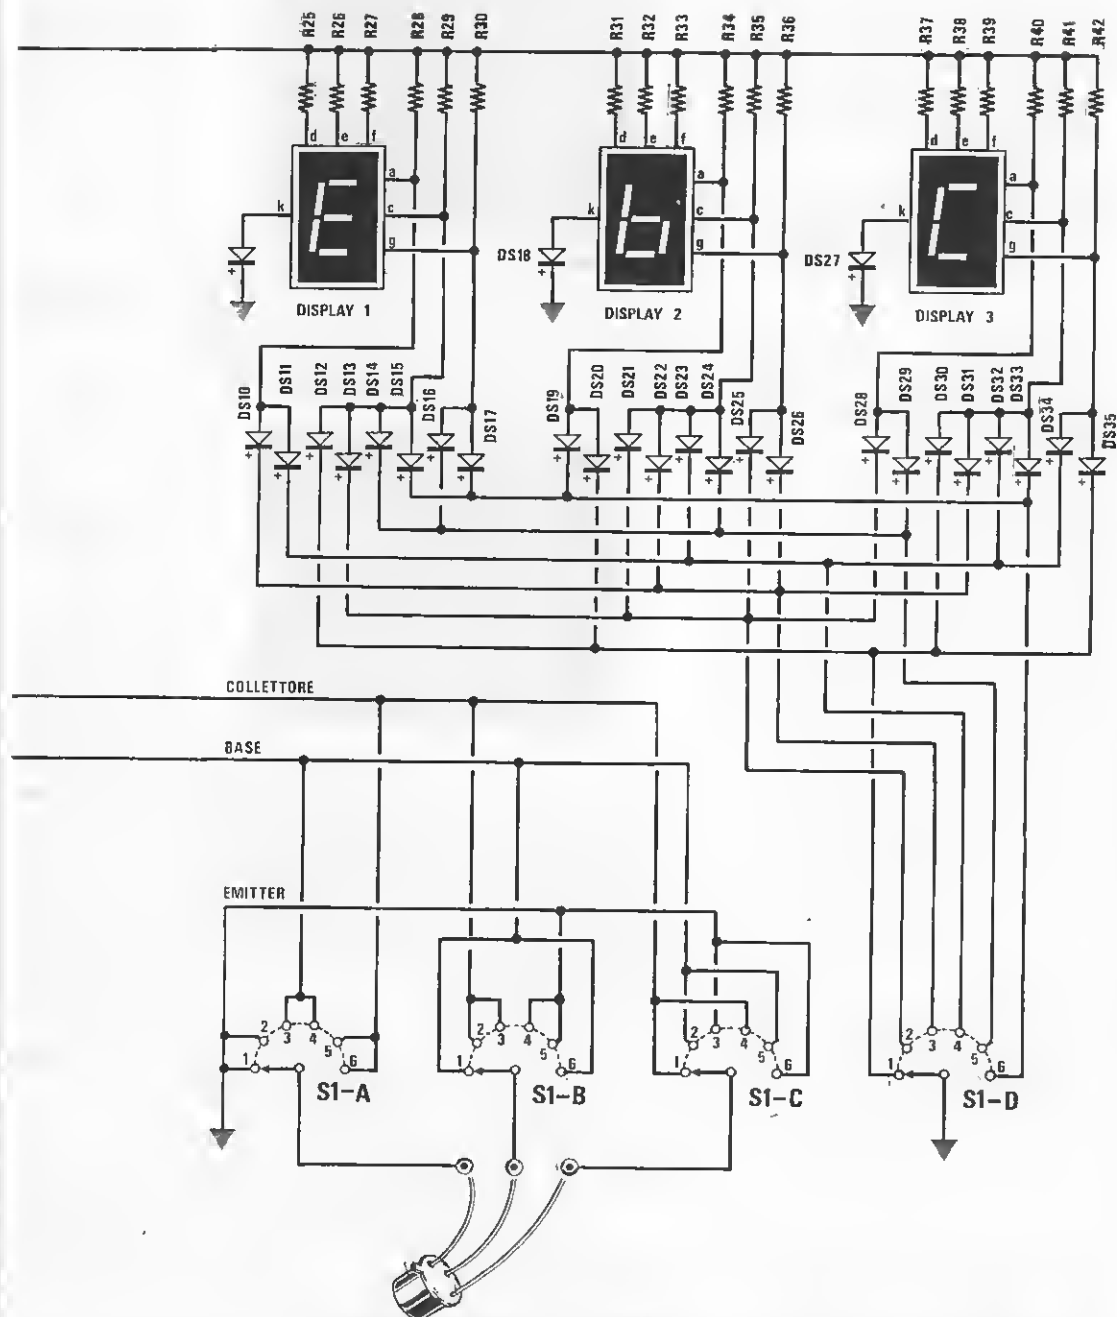 R25 R26 R27 R28 R29 R30 R31 R32 R33 R34 R35 R36 R37 R38 R39 R40 R41 R42
d e f d e f d e f
a a a
k c k c k c
g g g
DS18 DS27
DISPLAY 1 DISPLAY 2 DISPLAY 3
DS10 DS11 DS12 DS13 DS14 DS15 DS16 DS17 DS19 DS20 DS21 DS22 DS23 DS24 DS25 DS26 DS28 DS29 DS30 DS31 DS32 DS33 DS34 DS35
COLLETTORE
BASE
EMITTER
1 2 3 4 5 6 1 2 3 4 5 6 1 2 3 4 5 6 1 2 3 4 5 6
S1-A S1-B S1-C S1-D